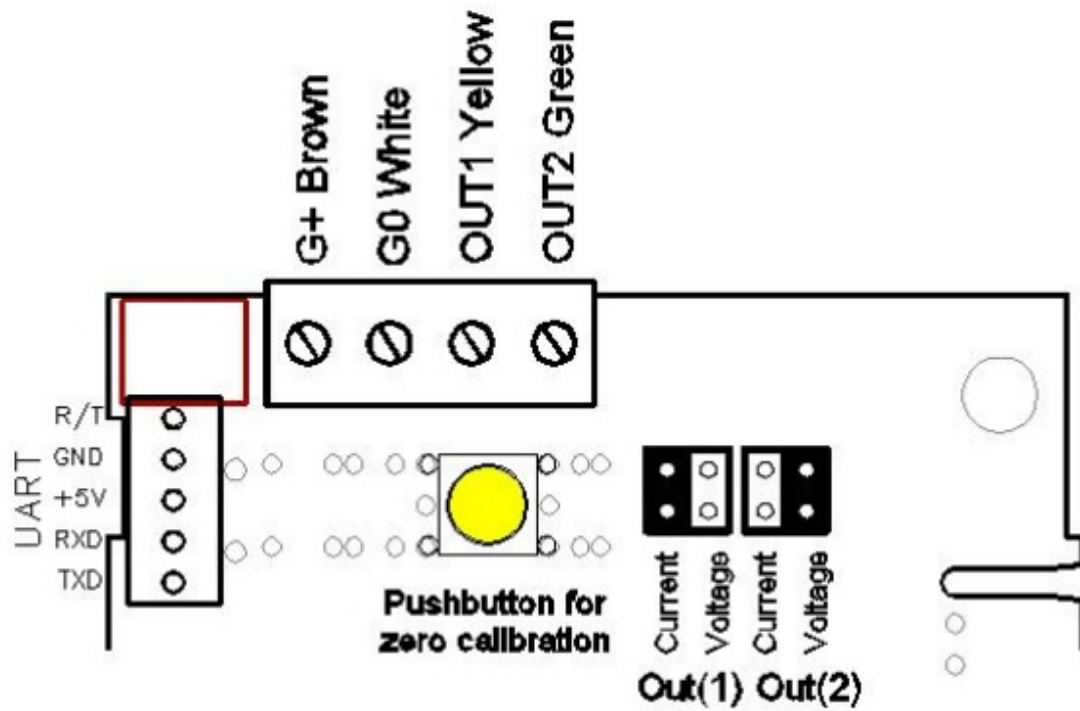 G+ Brown
G0 White
OUT1 Yellow
OUT2 Green
UART
R/T
GND
+5V
RXD
TXD
Pushbutton for
zero calibration
Current
Voltage
Current
Voltage
Out(1) Out(2)